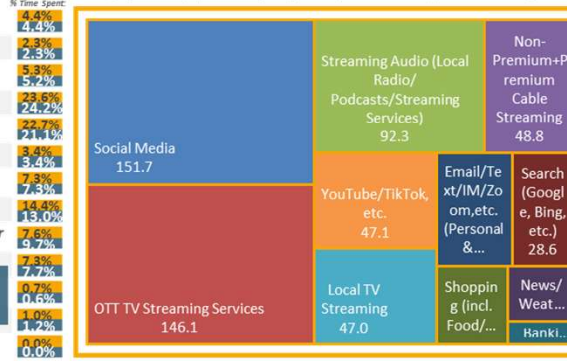 % Time Spent:
4.4%
4.4%
2.3%
2.3%
5.3%
5.2%
23.6%
24.2%
22.7%
21.1%
3.4%
3.4%
7.3%
7.3%
14.4%
13.0%
7.6%
9.7%
7.3%
7.7%
0.7%
0.6%
1.0%
1.2%
0.0%
0.0%
Social Media
151.7
OTT TV Streaming Services
146.1
Streaming Audio (Local
Radio/
Podcasts/Streaming
Services)
92.3
Non-
Premium+P
remium
Cable
Streaming
48.8
YouTube/TikTok,
etc.
47.1
Email/Te
xt/IM/Zo
om,etc.
(Personal
&...
Search
(Googl
e, Bing,
etc.)
28.6
Local TV
Streaming
47.0
Shoppin
g (incl.
Food/...
News/
Weat...
Banki...